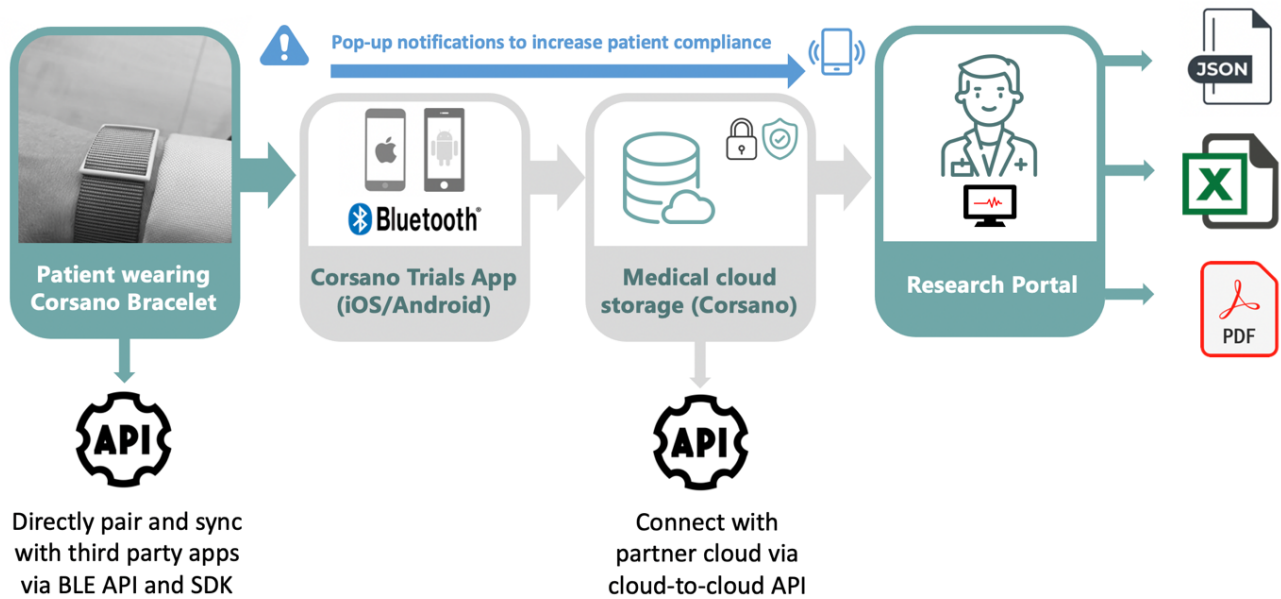 Pop-up notifications to increase patient compliance
JSON
Bluetooth®
X
Patient wearing
Corsano Bracelet
Corsano Trials App
(iOS/Android)
Medical cloud
storage (Corsano)
Research Portal
PDF
API
API
Directly pair and sync
with third party apps
via BLE API and SDK
Connect with
partner cloud via
cloud-to-cloud API